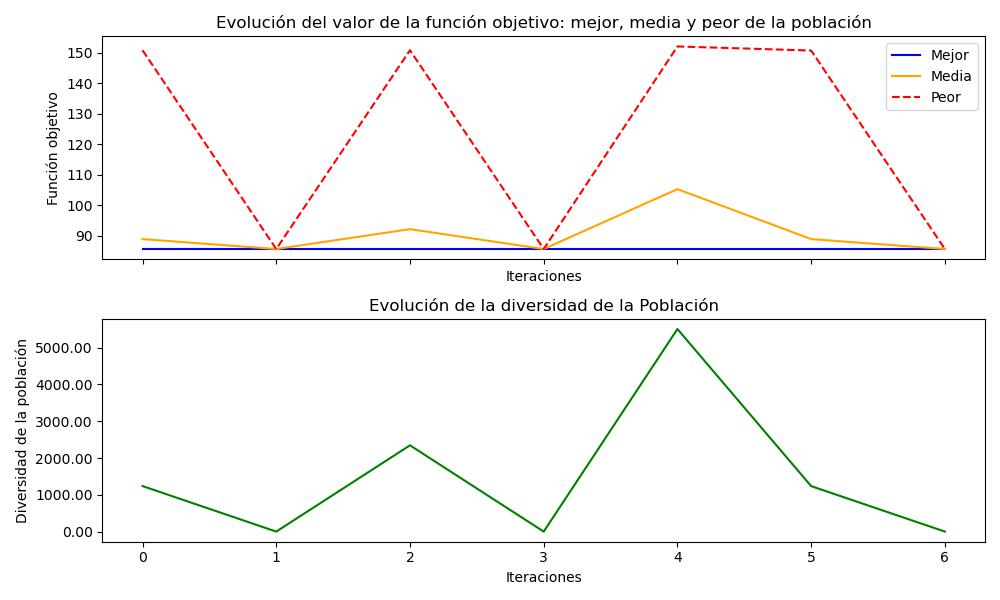 Evolución del valor de la función objetivo: mejor, media y peor de la población
150
140
130
120
110
100
90
Función objetivo
Mejor
Media
Peor
Iteraciones
Evolución de la diversidad de la Población
5000.00
4000.00
3000.00
2000.00
1000.00
0.00
Diversidad de la población
0 1 2 3 4 5 6
Iteraciones